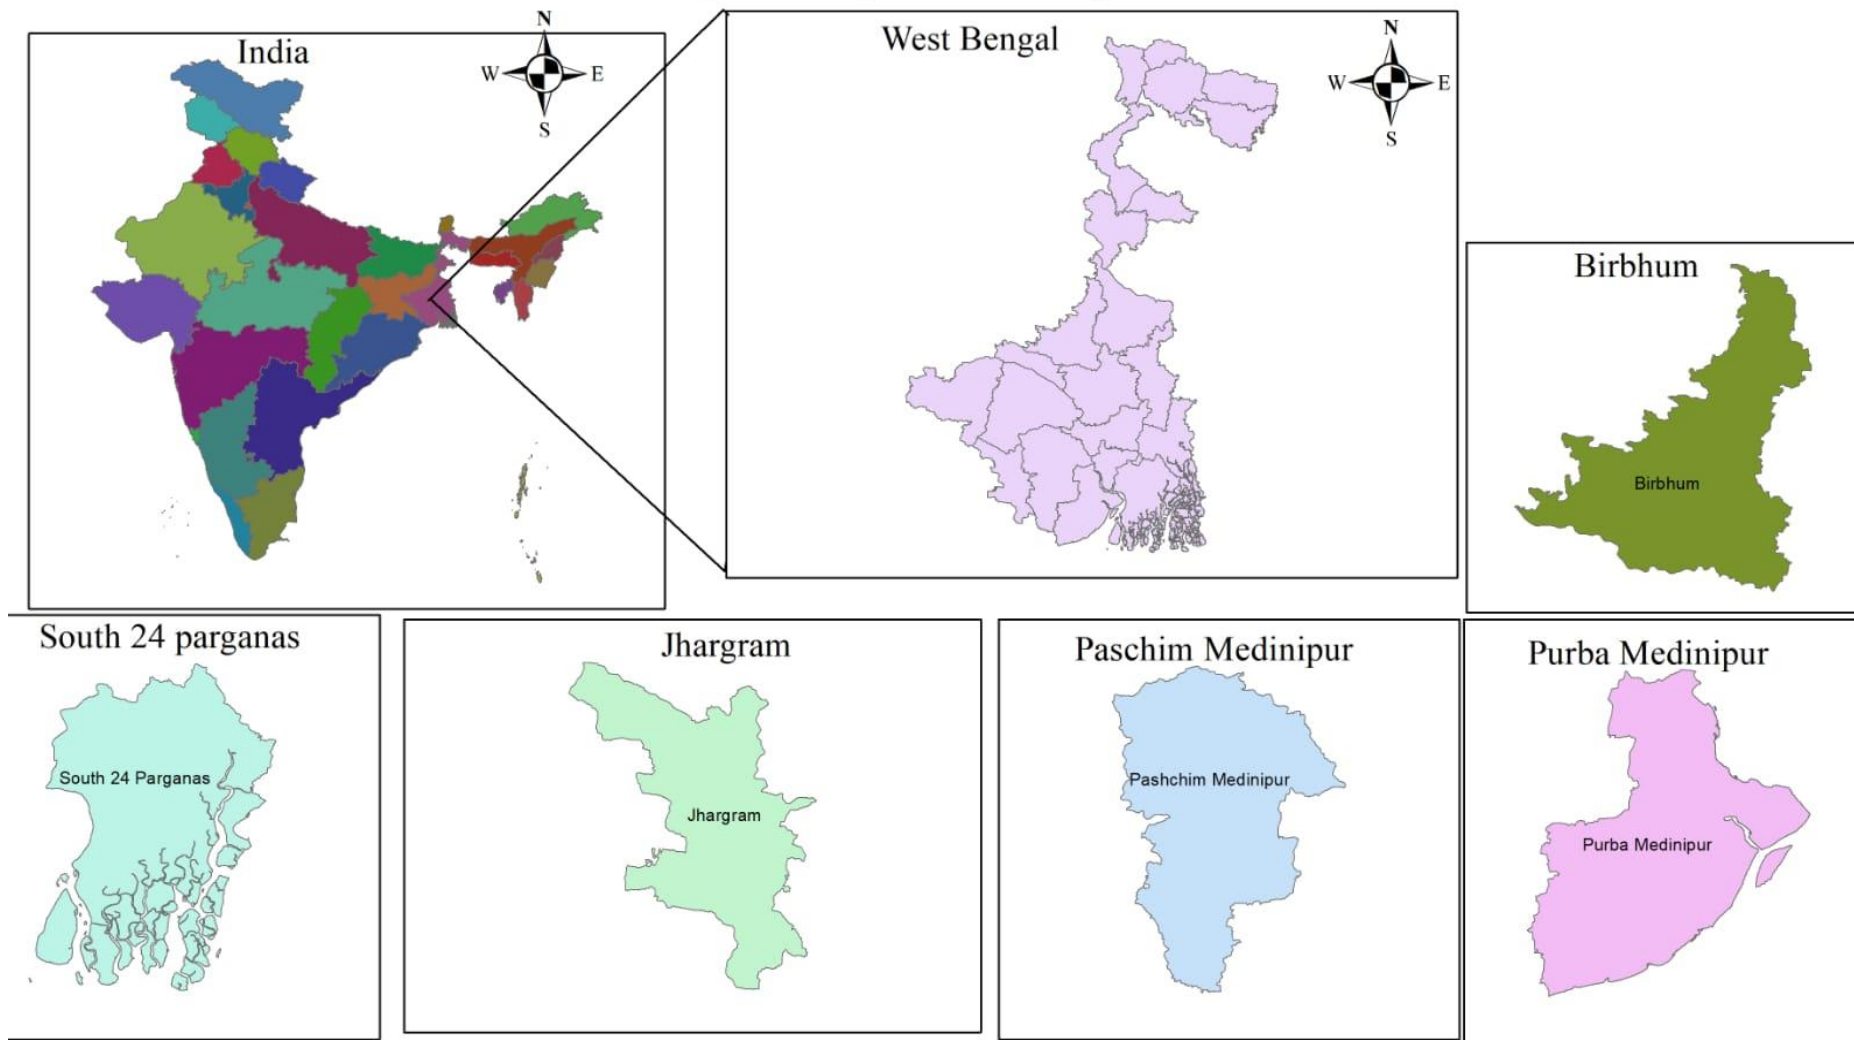 India
N
W
E
S
West Bengal
N
W
E
S
Birbhum
Birbhum
South 24 parganas
South 24 Parganas
Jhargram
Jhargram
Paschim Medinipur
Pashchim Medinipur
Purba Medinipur
Purba Medinipur